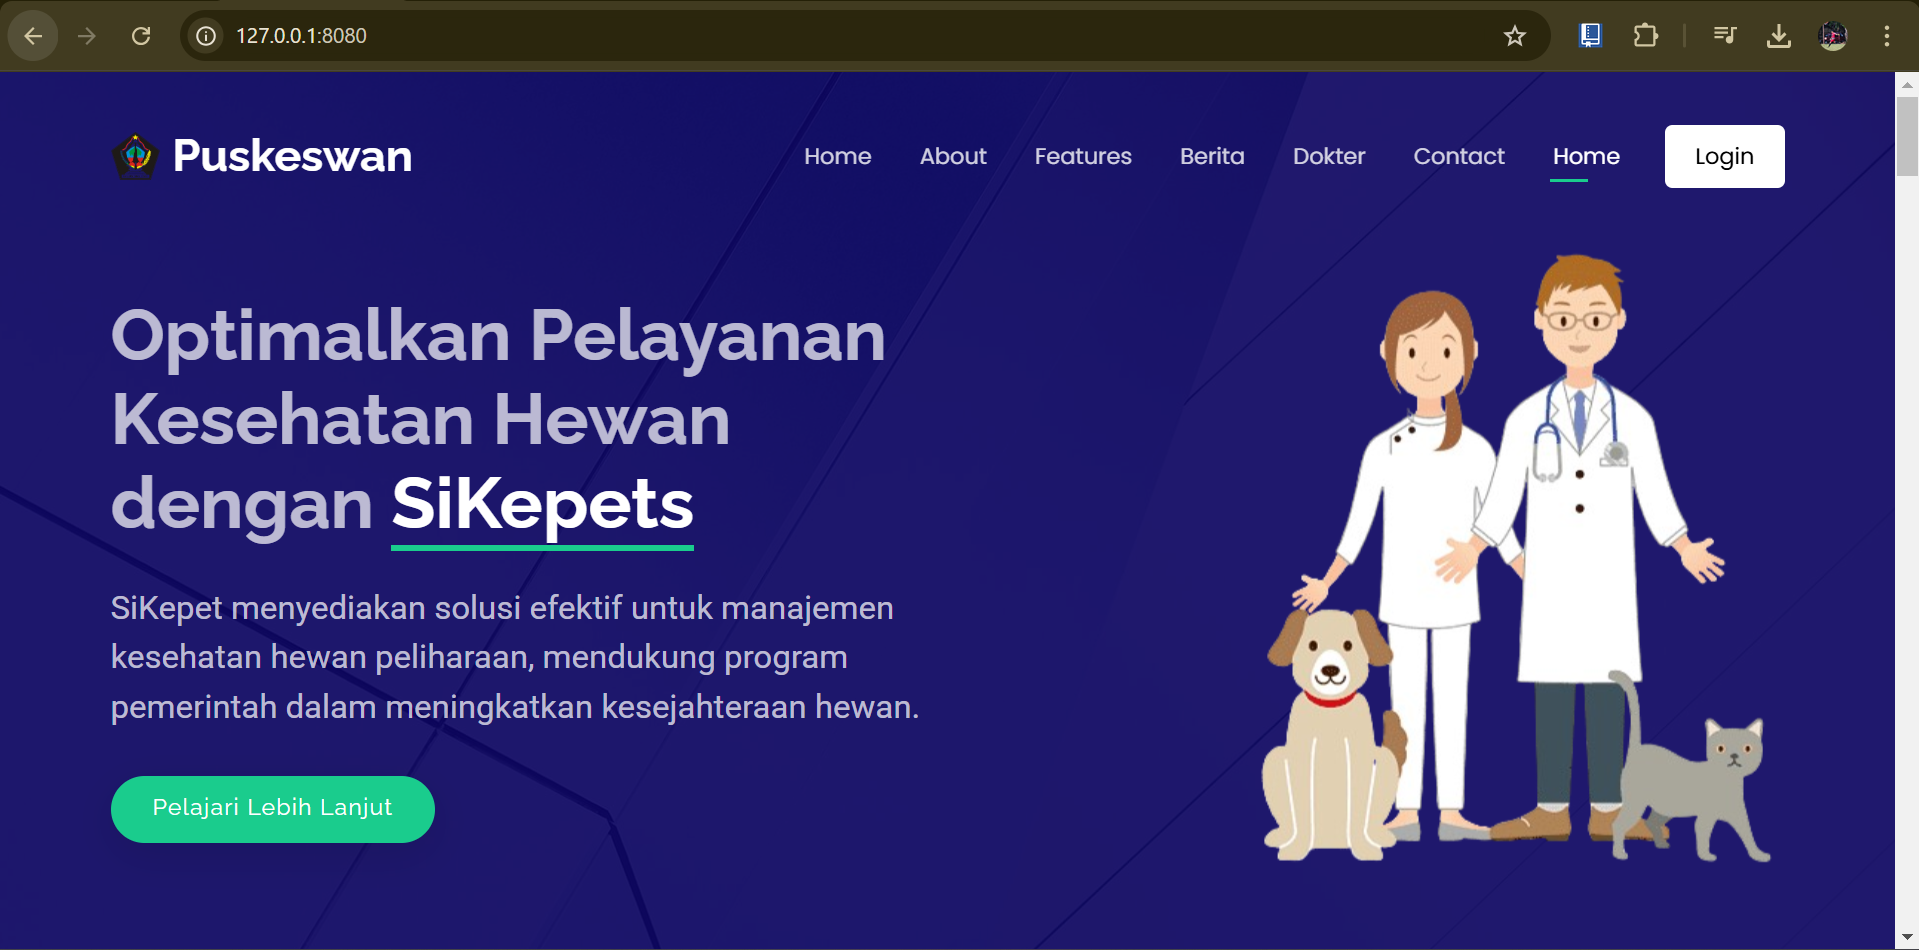 127.0.0.1:8080
Puskeswan
Home About Features Berita Dokter Contact Home Login
Optimalkan Pelayanan
Kesehatan Hewan
dengan SiKepets
SiKepet menyediakan solusi efektif untuk manajemen
kesehatan hewan peliharaan, mendukung program
pemerintah dalam meningkatkan kesejahteraan hewan.
Pelajari Lebih Lanjut